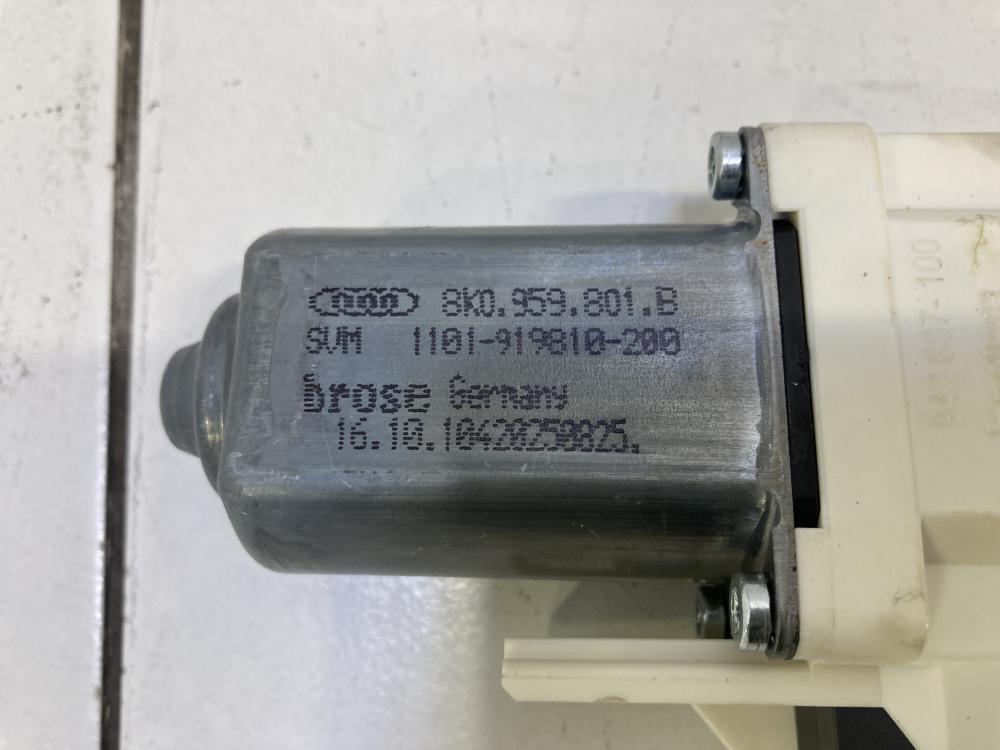 8K0.959.801.B
SVM 1101-919810-200
brose Germany
16.10.10420250825.